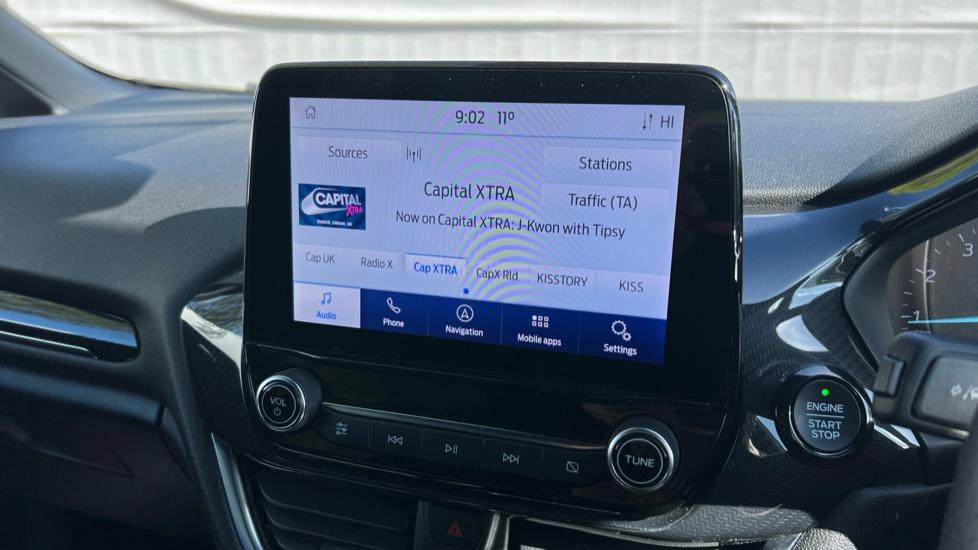 9:02 11º
HI
Sources
Stations
CAPITAL
XTRA
Capital XTRA
Traffic (TA)
Now on Capital XTRA: J-Kwon with Tipsy
Cap UK
Radio X
Cap XTRA
CapX Rld
KISSTORY
KISS
Audio
Phone
Navigation
Mobile apps
Settings
VOL
TUNE
ENGINE
START
STOP
1
2
3